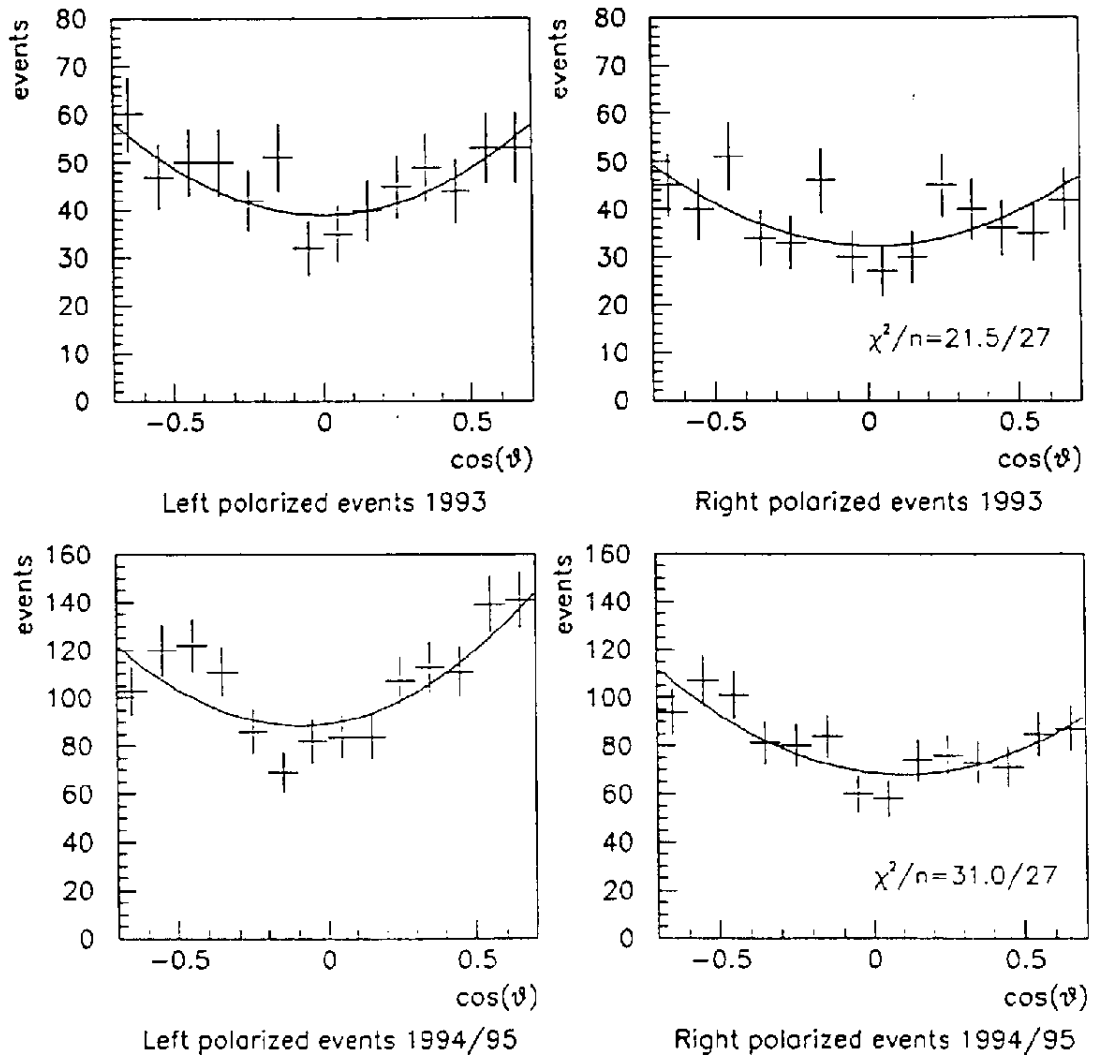 events
80
70
60
50
40
30
20
10
0
-0.5 0 0.5
cos(ϑ)
Left polarized events 1993
events
80
70
60
50
40
30
20
10
0
χ²/n=21.5/27
-0.5 0 0.5
cos(ϑ)
Right polarized events 1993
events
160
140
120
100
80
60
40
20
0
-0.5 0 0.5
cos(ϑ)
Left polarized events 1994/95
events
160
140
120
100
80
60
40
20
0
χ²/n=31.0/27
-0.5 0 0.5
cos(ϑ)
Right polarized events 1994/95